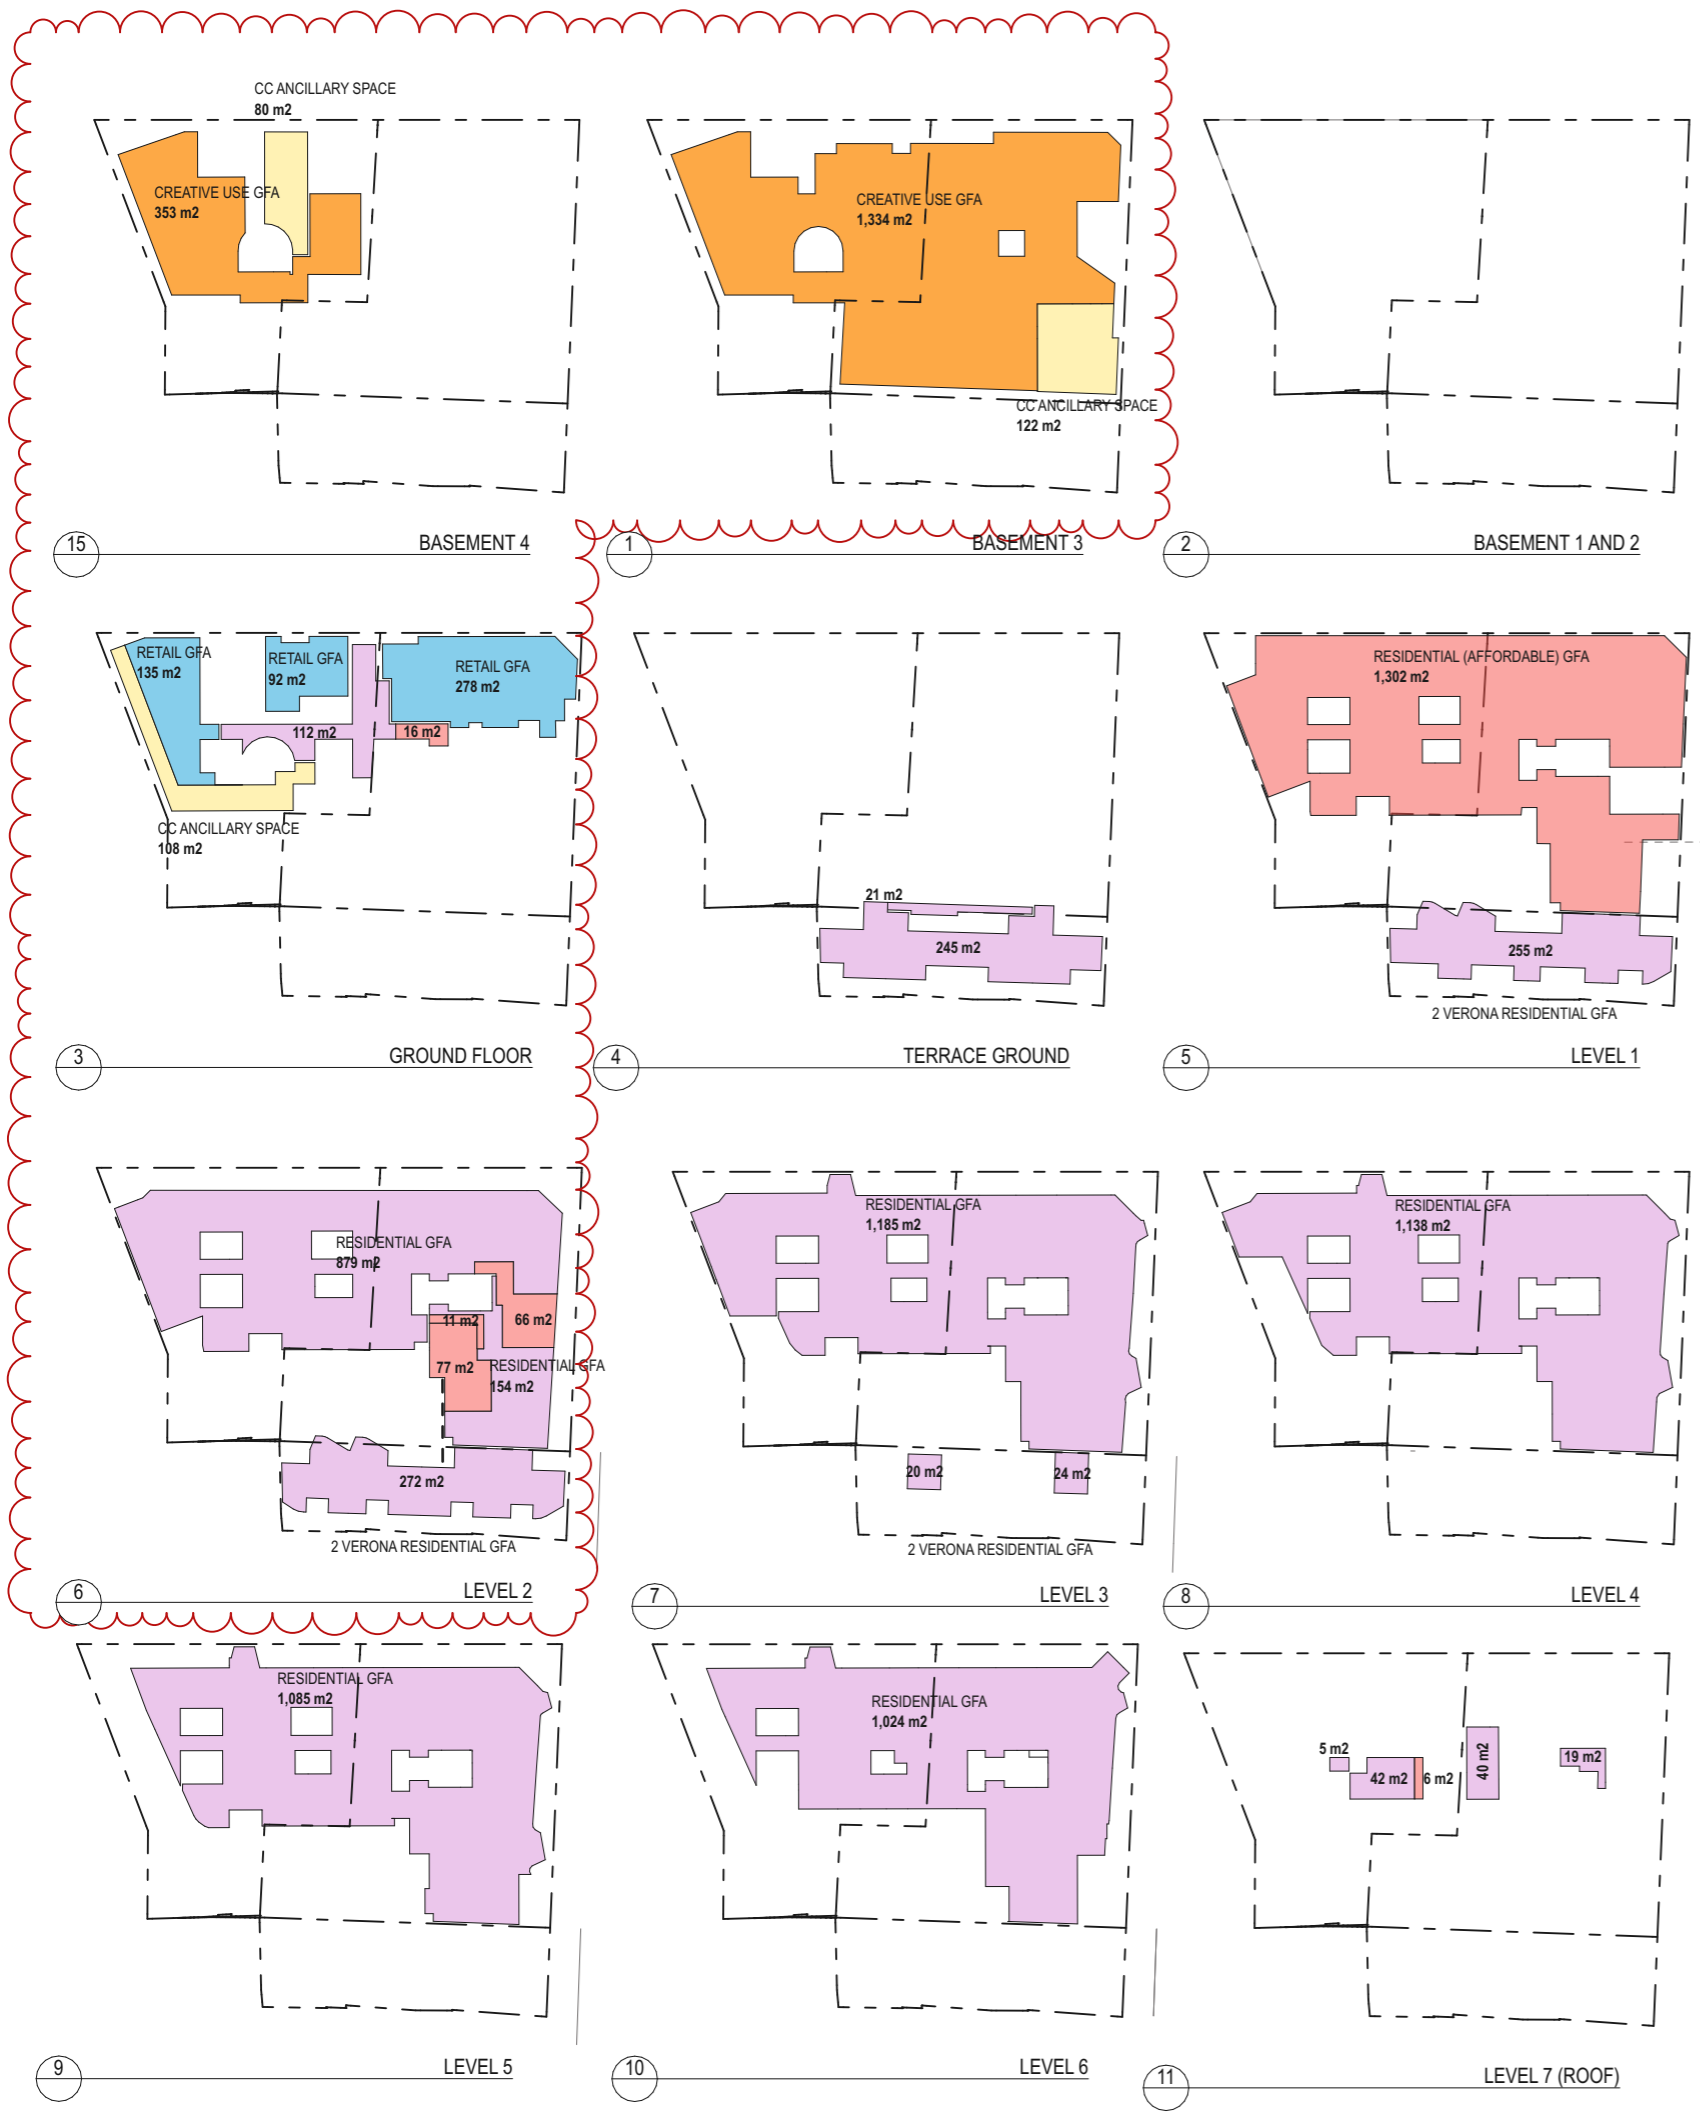 CC ANCILLARY SPACE
80 m2
CREATIVE USE GFA
353 m2
15
BASEMENT 4
CREATIVE USE GFA
1,334 m2
CC ANCILLARY SPACE
122 m2
1
BASEMENT 3
2
BASEMENT 1 AND 2
RETAIL GFA
135 m2
RETAIL GFA
92 m2
RETAIL GFA
278 m2
112 m2
16 m2
CC ANCILLARY SPACE
108 m2
3
GROUND FLOOR
21 m2
245 m2
4
TERRACE GROUND
RESIDENTIAL (AFFORDABLE) GFA
1,302 m2
255 m2
2 VERONA RESIDENTIAL GFA
5
LEVEL 1
RESIDENTIAL GFA
879 m2
11 m2
66 m2
77 m2
RESIDENTIAL GFA
154 m2
272 m2
2 VERONA RESIDENTIAL GFA
6
LEVEL 2
RESIDENTIAL GFA
1,185 m2
20 m2
24 m2
2 VERONA RESIDENTIAL GFA
7
LEVEL 3
RESIDENTIAL GFA
1,138 m2
8
LEVEL 4
RESIDENTIAL GFA
1,085 m2
9
LEVEL 5
RESIDENTIAL GFA
1,024 m2
10
LEVEL 6
5 m2
42 m2
6 m2
40 m2
19 m2
11
LEVEL 7 (ROOF)